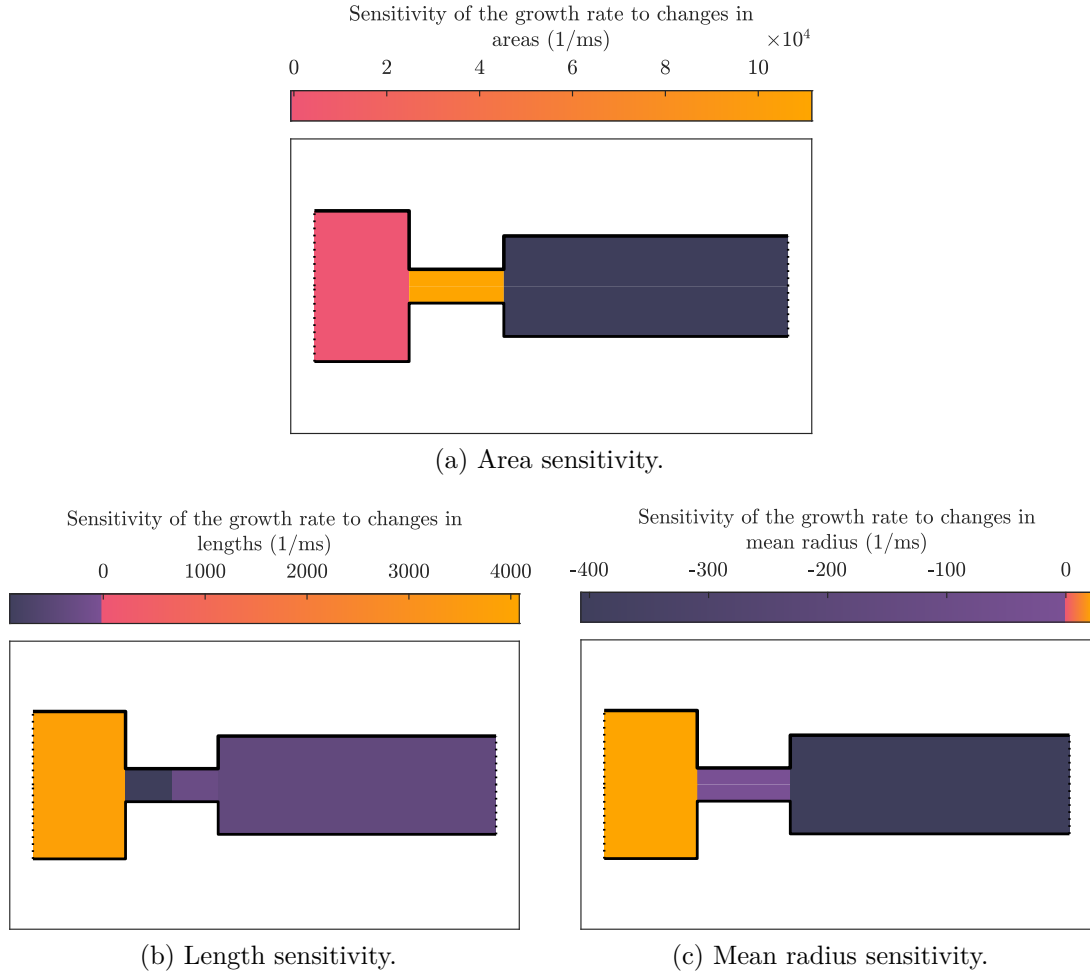 Sensitivity of the growth rate to changes in
areas (1/ms)
×10⁴
0 2 4 6 8 10
(a) Area sensitivity.
Sensitivity of the growth rate to changes in
lengths (1/ms)
0 1000 2000 3000 4000
(b) Length sensitivity.
Sensitivity of the growth rate to changes in
mean radius (1/ms)
-400 -300 -200 -100 0
(c) Mean radius sensitivity.